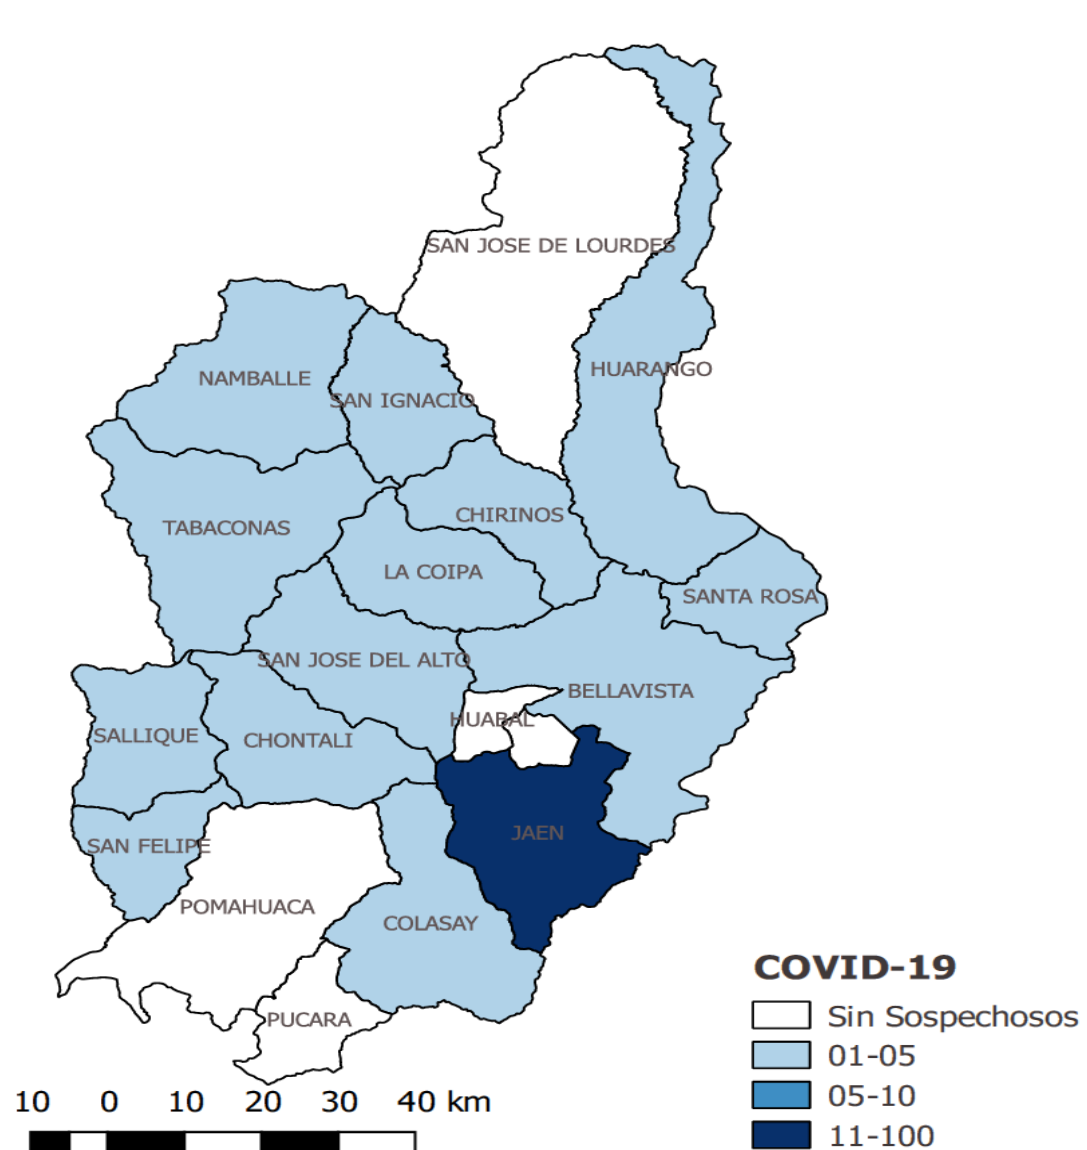 SAN JOSE DE LOURDES
HUARANGO
NAMBALLE
SAN IGNACIO
CHIRINOS
TABACONAS
LA COIPA
SANTA ROSA
SAN JOSE DEL ALTO
BELLAVISTA
HUABAL
SALLIQUE
CHONTALI
JAEN
SAN FELIPE
POMAHUACA
COLASAY
PUCARA
COVID-19
Sin Sospechosos
01-05
05-10
11-100
10 0 10 20 30 40 km